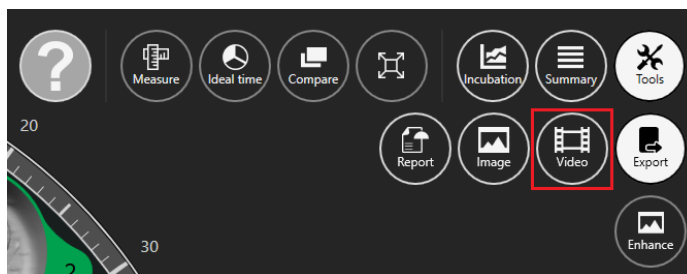 ?
Measure
Ideal time
Compare
Incubation
Summary
Tools
20
Report
Image
Video
Export
30
Enhance
2